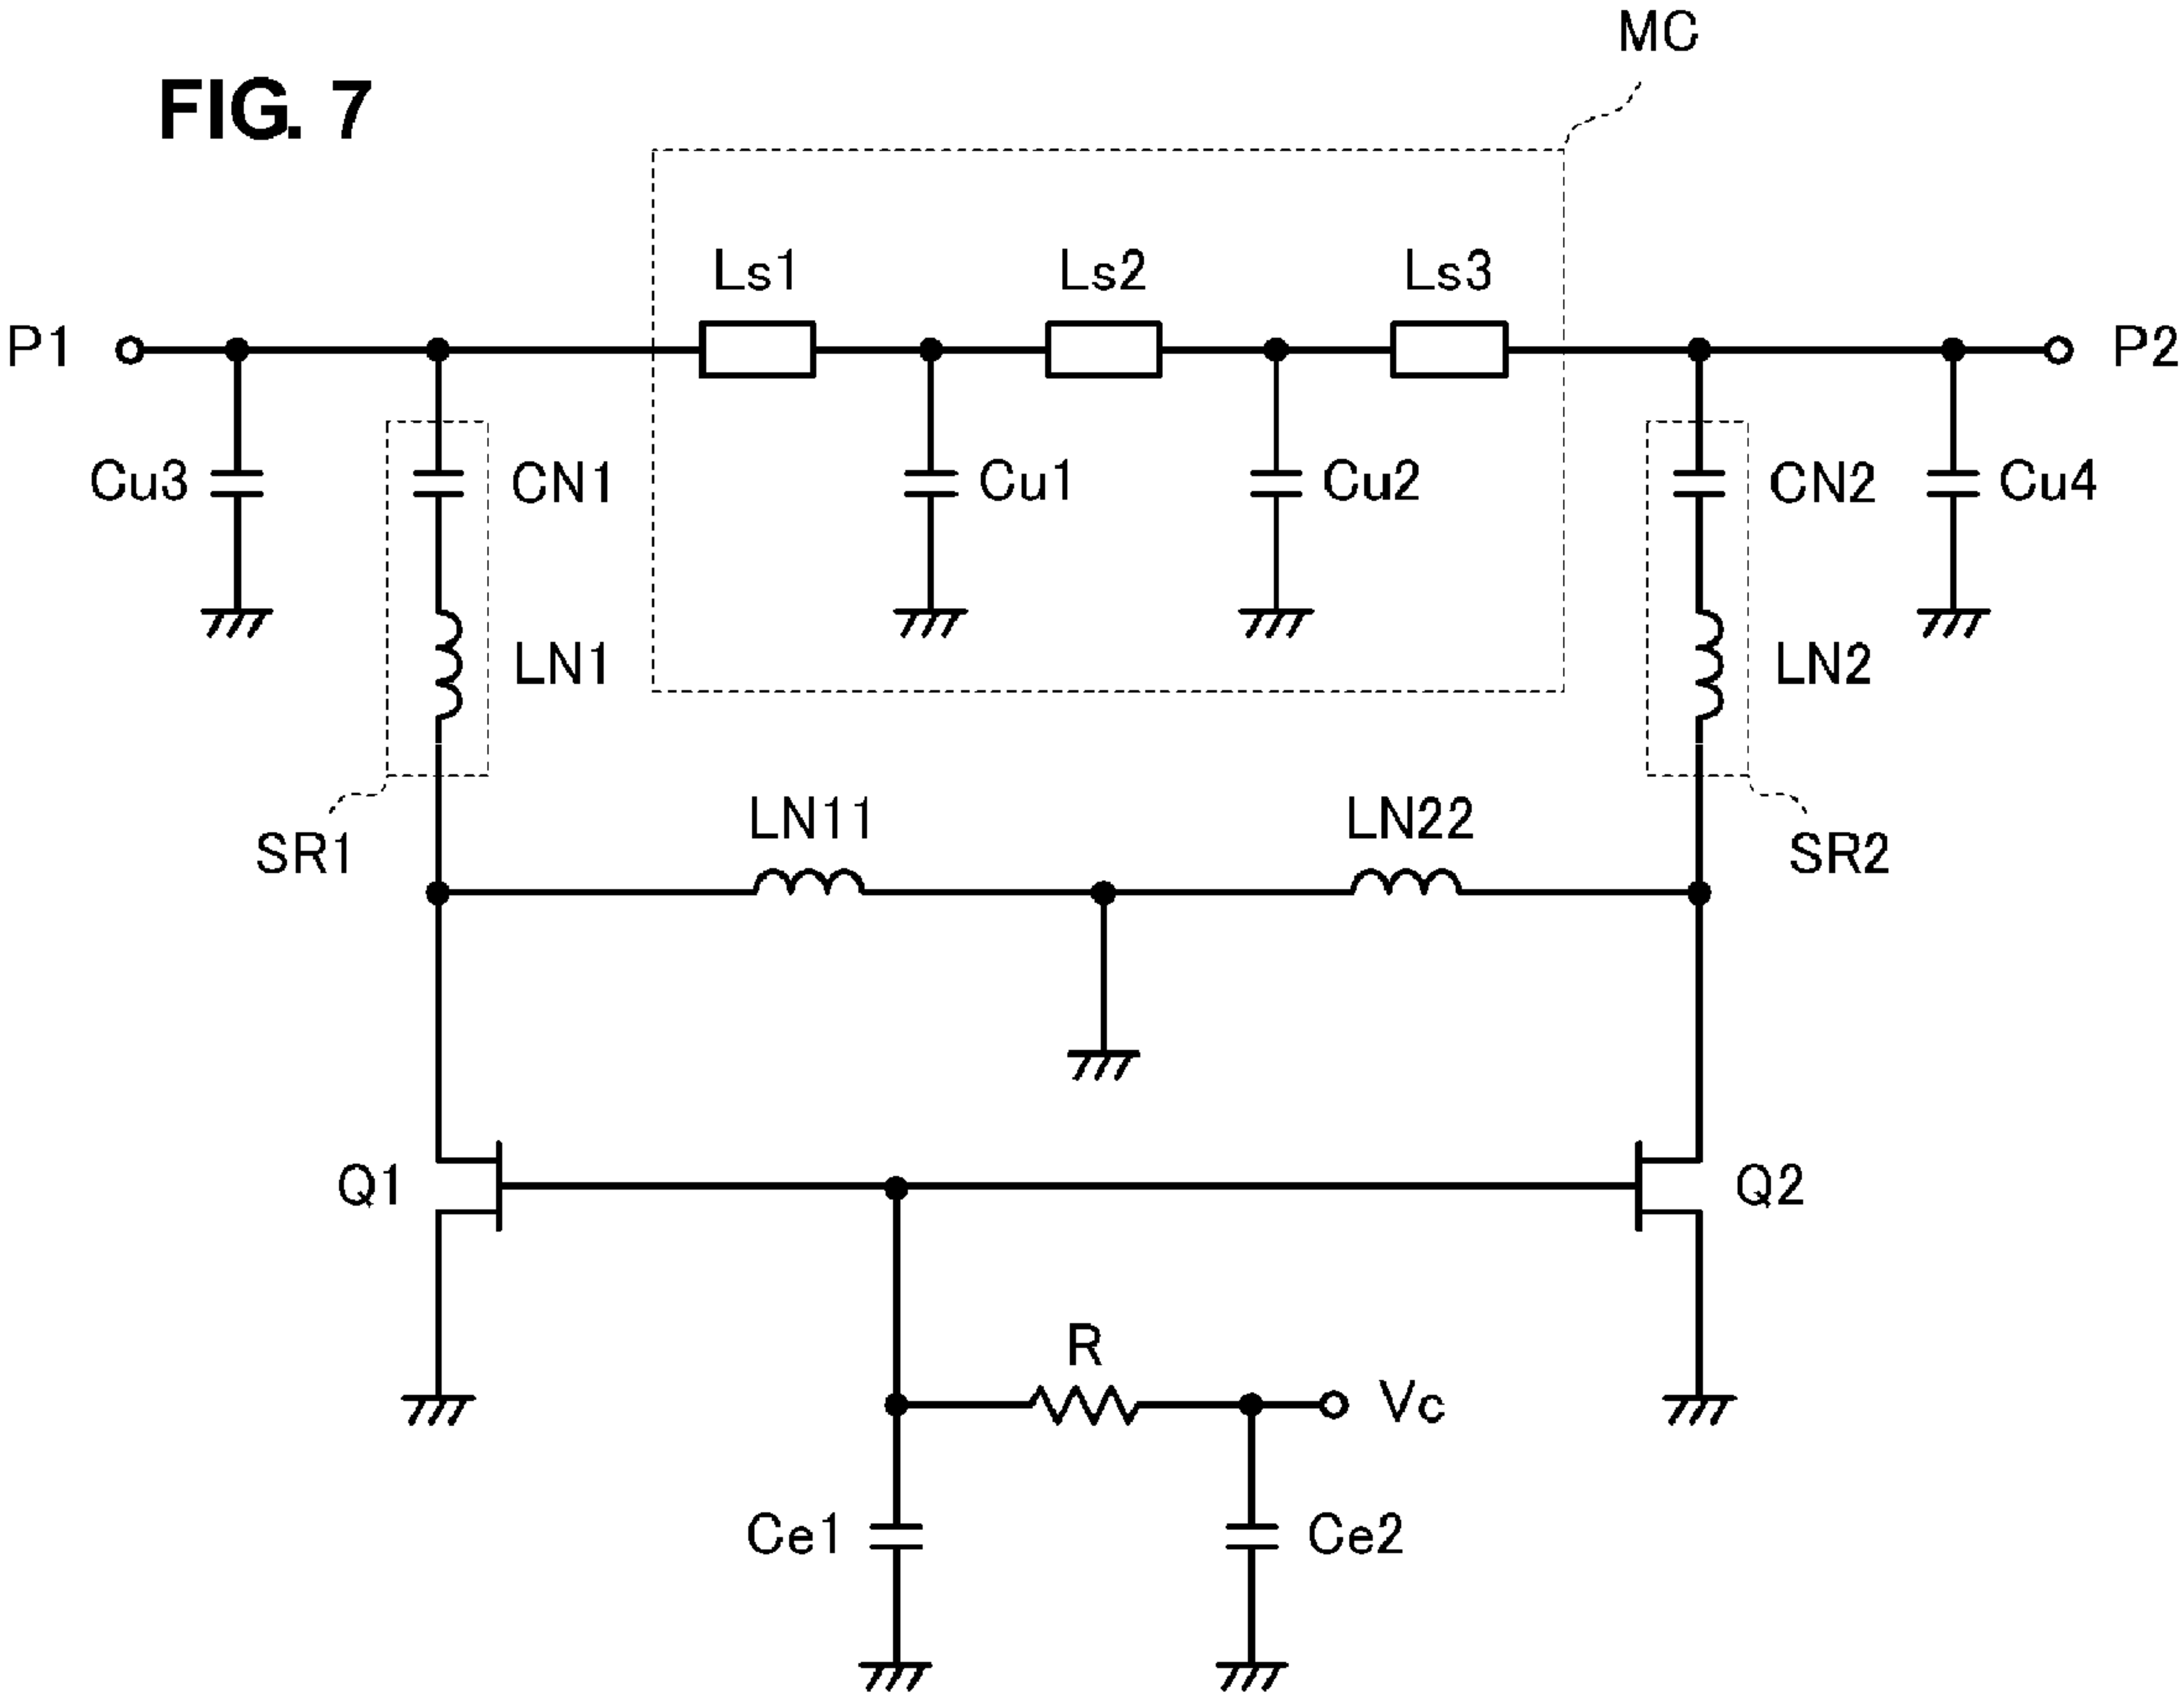 MC
FIG. 7
Ls1 Ls2 Ls3
P1 P2
Cu3 CN1 Cu1 Cu2 CN2 Cu4
LN1 LN2
LN11 LN22
SR1 SR2
Q1 Q2
R
Vc
Ce1 Ce2